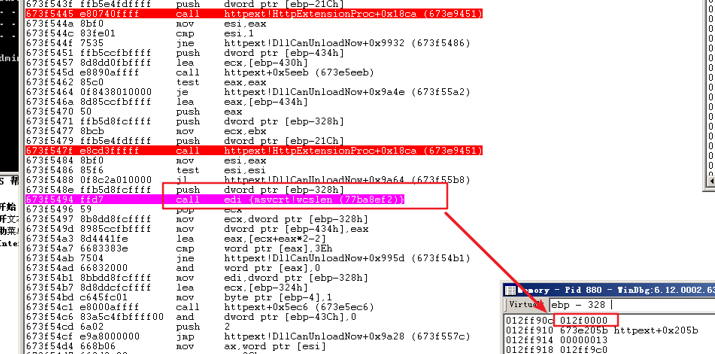 673f543f ffb5e4fdffff push dword ptr [ebp-21Ch]
673f5445 e80740ffff call httpext!HttpExtensionProc+0x18ca (673e9451)
673f544a 8bf0 mov esi,eax
673f544c 83fe01 cmp esi,1
673f544f 7535 jne httpext!DllCanUnloadNow+0x9932 (673f5486)
673f5451 ffb5ccfbffff push dword ptr [ebp-434h]
673f5457 8d8dd0fbffff lea ecx,[ebp-430h]
673f545d e8890affff call httpext+0x5eeb (673e5eeb)
673f5462 85c0 test eax,eax
673f5464 0f8438010000 je httpext!DllCanUnloadNow+0x9a4e (673f55a2)
673f546a 8d85ccfbffff lea eax,[ebp-434h]
673f5470 50 push eax
673f5471 ffb5d8fcffff push dword ptr [ebp-328h]
673f5477 8bcb mov ecx,ebx
673f5479 ffb5e4fdffff push dword ptr [ebp-21Ch]
673f547f e8cd3fffff call httpext!HttpExtensionProc+0x18ca (673e9451)
673f5484 8bf0 mov esi,eax
673f5486 85f6 test esi,esi
673f5488 0f8c2a010000 jl httpext!DllCanUnloadNow+0x9a64 (673f55b8)
673f548e ffb5d8fcffff push dword ptr [ebp-328h]
673f5494 ffd7 call edi {msvcrt!wcslen (77ba8ef2)}
673f5496 59 pop ecx
673f5497 8b8dd8fcffff mov ecx,dword ptr [ebp-328h]
673f549d 8985ccfbffff mov dword ptr [ebp-434h],eax
673f54a3 8d4441fe lea eax,[ecx+eax*2-2]
673f54a7 6683383e cmp word ptr [eax],3Eh
673f54ab 7504 jne httpext!DllCanUnloadNow+0x995d (673f54b1)
673f54ad 66832000 and word ptr [eax],0
673f54b1 8bbdd8fcffff mov edi,dword ptr [ebp-328h]
673f54b7 8d8ddcfcffff lea ecx,[ebp-324h]
673f54bd c645fc01 mov byte ptr [ebp-4],1
673f54c1 e8000affff call httpext+0x5ec6 (673e5ec6)
673f54c6 83a5c4fbffff00 and dword ptr [ebp-43Ch],0
673f54cd 6a02 push 2
673f54cf e9a8000000 jmp httpext!DllCanUnloadNow+0x9a28 (673f557c)
673f54d4 668b06 mov ax,word ptr [esi]
Memory - Pid 880 - WinDbg:6.12.0002.63
Virtual: ebp - 328
012ff90c 012f0000
012ff910 673e205b httpext+0x205b
012ff914 00000013
012ff918 012ff9c0